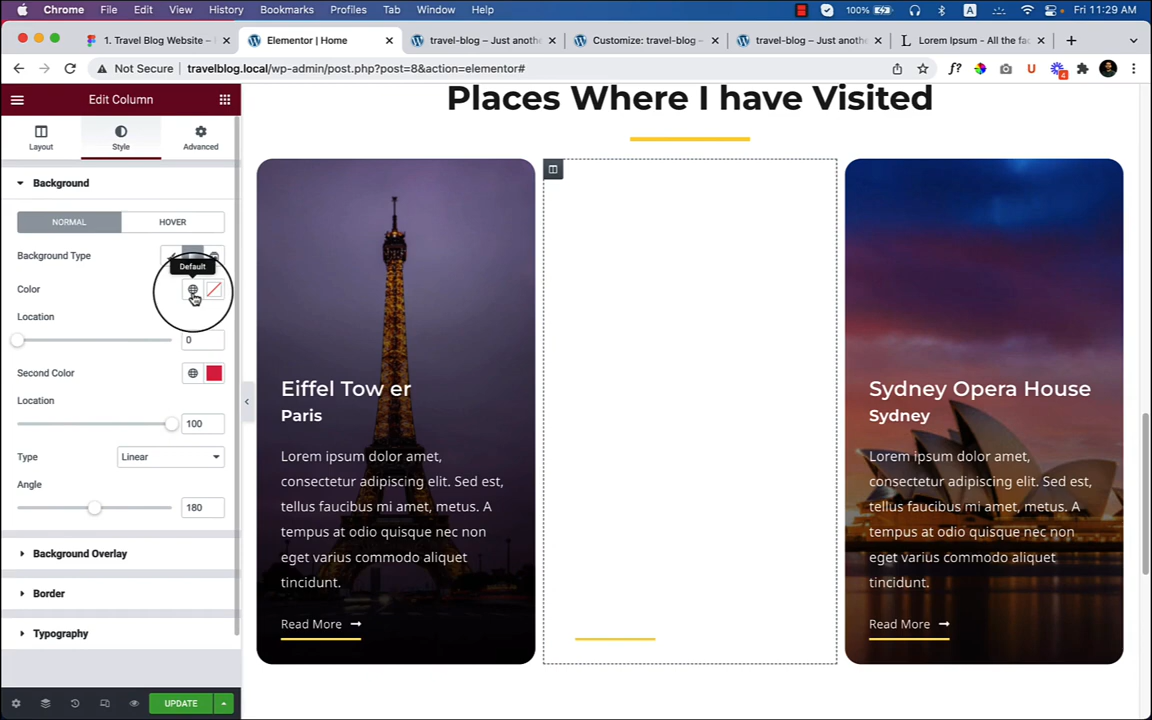 Chrome File Edit View History Bookmarks Profiles Tab Window Help 100% A Fri 11:29 AM
1. Travel Blog Website – Elementor | Home travel-blog – Just anoth Customize: travel-blog – travel-blog – Just anoth Lorem Ipsum - All the fac
Not Secure travelblog.local/wp-admin/post.php?post=8&action=elementor# f? U 4
Edit Column
Layout Style Advanced
Background
NORMAL HOVER
Background Type
Default
Color
Location
0
Second Color
Location
100
Type Linear
Angle
180
Background Overlay
Border
Typography
UPDATE
Places Where I have Visited
Eiffel Tow er
Paris
Lorem ipsum dolor amet,
consectetur adipiscing elit. Sed est,
tellus faucibus mi amet, metus. A
tempus at odio quisque nec non
eget varius commodo aliquet
tincidunt.
Read More
Sydney Opera House
Sydney
Lorem ipsum dolor amet,
consectetur adipiscing elit. Sed est,
tellus faucibus mi amet, metus. A
tempus at odio quisque nec non
eget varius commodo aliquet
tincidunt.
Read More